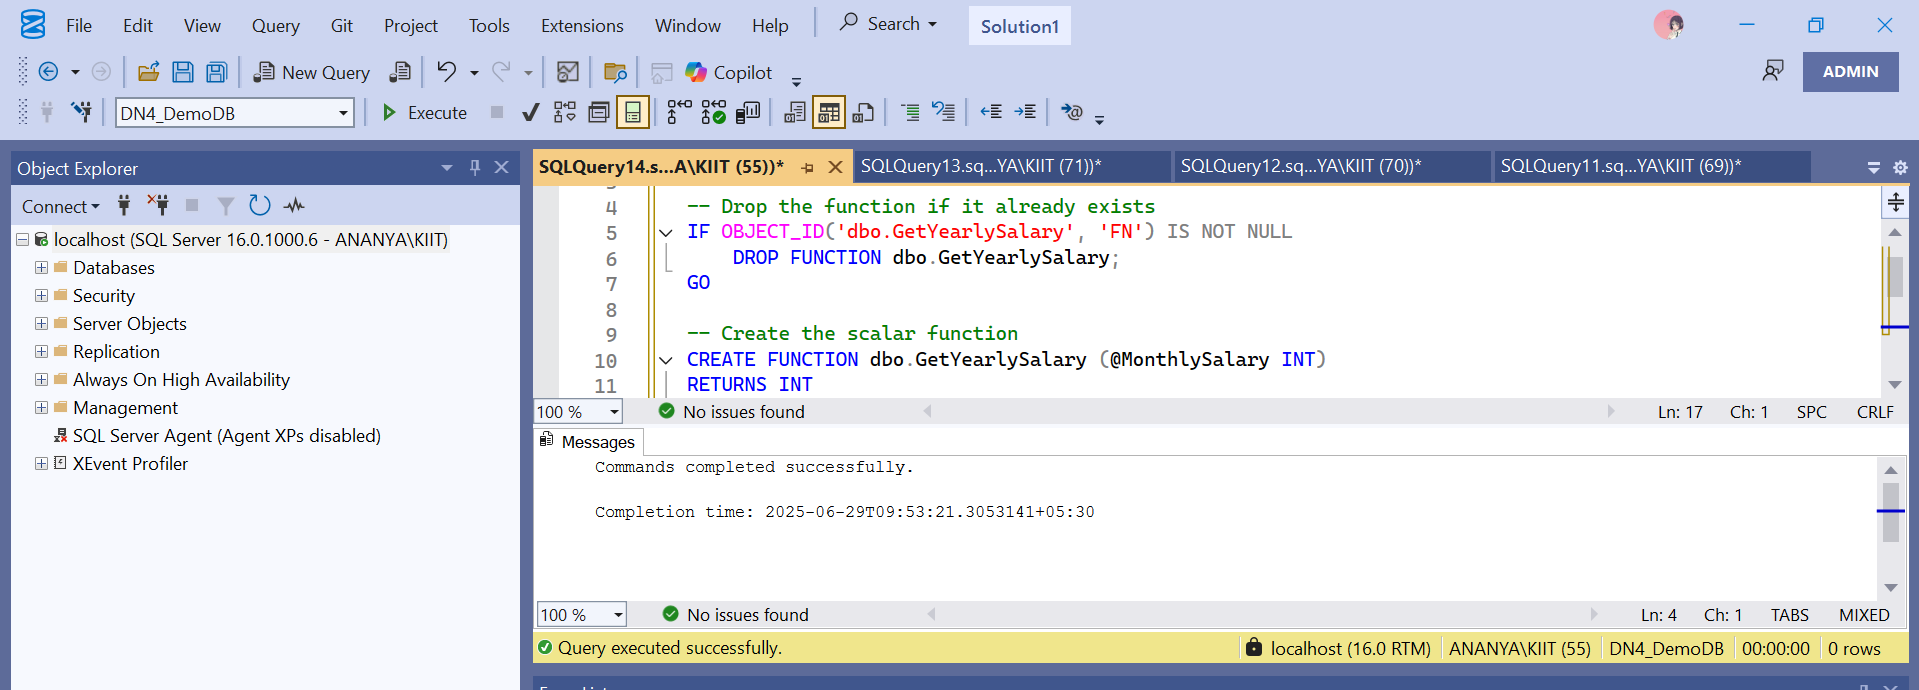 File Edit View Query Git Project Tools Extensions Window Help Search Solution1
New Query Copilot ADMIN
DN4_DemoDB Execute
Object Explorer
Connect
localhost (SQL Server 16.0.1000.6 - ANANYA\KIIT)
Databases
Security
Server Objects
Replication
Always On High Availability
Management
SQL Server Agent (Agent XPs disabled)
XEvent Profiler
SQLQuery14.s...A\KIIT (55))* SQLQuery13.sq...YA\KIIT (71))* SQLQuery12.sq...YA\KIIT (70))* SQLQuery11.sq...YA\KIIT (69))*
4 -- Drop the function if it already exists
5 IF OBJECT_ID('dbo.GetYearlySalary', 'FN') IS NOT NULL
6 DROP FUNCTION dbo.GetYearlySalary;
7 GO
8
9 -- Create the scalar function
10 CREATE FUNCTION dbo.GetYearlySalary (@MonthlySalary INT)
11 RETURNS INT
100 % No issues found Ln: 17 Ch: 1 SPC CRLF
Messages
Commands completed successfully.
Completion time: 2025-06-29T09:53:21.3053141+05:30
100 % No issues found Ln: 4 Ch: 1 TABS MIXED
Query executed successfully. localhost (16.0 RTM) ANANYA\KIIT (55) DN4_DemoDB 00:00:00 0 rows